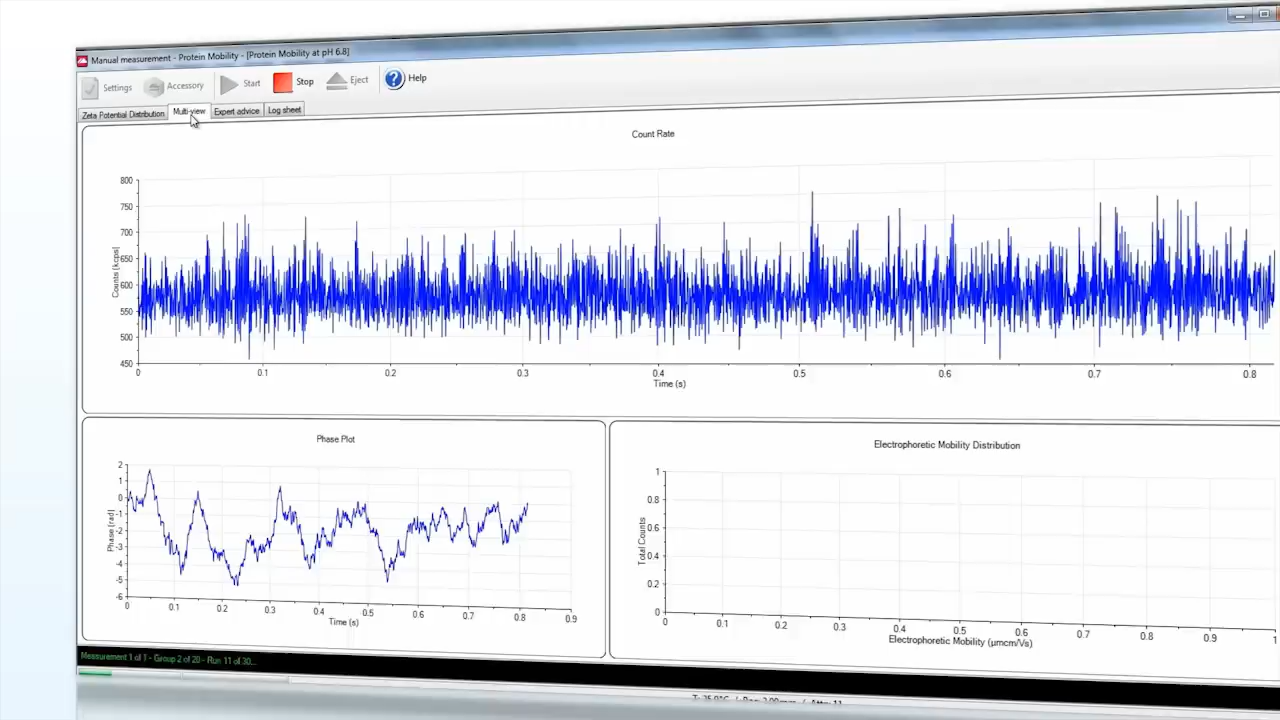 Manual measurement - Protein Mobility - [Protein Mobility at pH 6.8]
Settings Accessory Start Stop Eject Help
Zeta Potential Distribution Multi-view Expert advice Log sheet
Count Rate
800
750
700
650
600
550
500
450
Counts [kcps]
0 0.1 0.2 0.3 0.4 0.5 0.6 0.7 0.8
Time (s)
Phase Plot
2
1
0
-1
-2
-3
-4
-5
-6
Phase [rad]
0 0.1 0.2 0.3 0.4 0.5 0.6 0.7 0.8 0.9
Time (s)
Electrophoretic Mobility Distribution
1
0.8
0.6
0.4
0.2
0
Total Counts
0 0.1 0.2 0.3 0.4 0.5 0.6 0.7 0.8 0.9 1
Electrophoretic Mobility (µmcm/Vs)
Measurement 1 of 1 - Group 2 of 20 - Run 11 of 30...